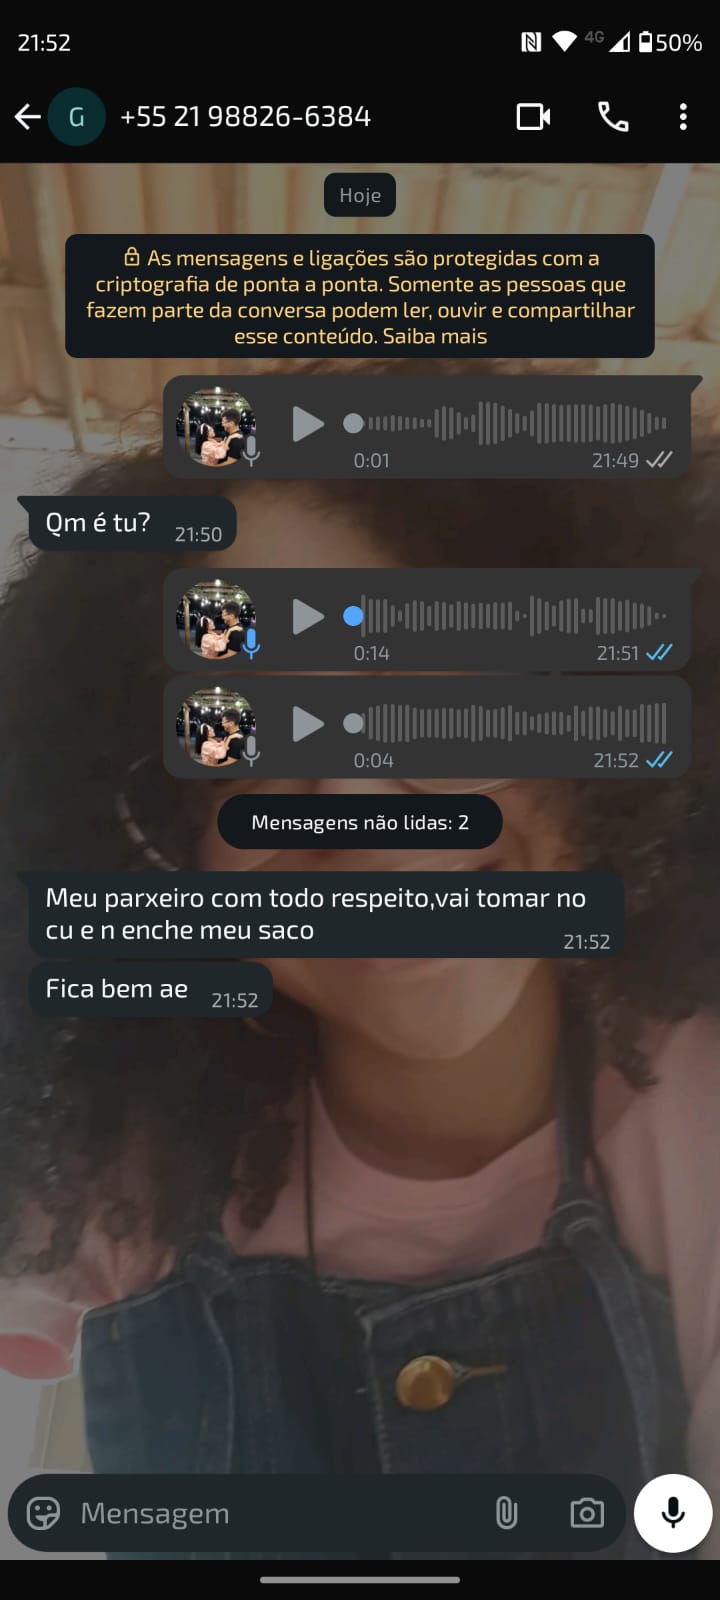 21:52
4G
50%
G
+55 21 98826-6384
Hoje
As mensagens e ligações são protegidas com a
criptografia de ponta a ponta. Somente as pessoas que
fazem parte da conversa podem ler, ouvir e compartilhar
esse conteúdo. Saiba mais
0:01 21:49
Qm é tu? 21:50
0:14 21:51
0:04 21:52
Mensagens não lidas: 2
Meu parxeiro com todo respeito,vai tomar no
cu e n enche meu saco
21:52
Fica bem ae 21:52
Mensagem